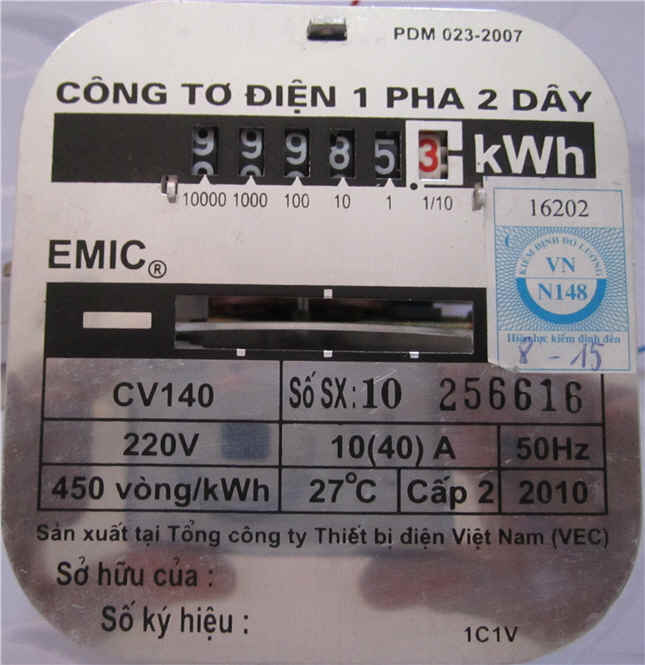 PDM 023-2007
CÔNG TƠ ĐIỆN 1 PHA 2 DÂY
9 9 9 8 5 3 kWh
10000 1000 100 10 1 1/10
16202
KIỂM ĐỊNH ĐO LƯỜNG
VN
N148
Hiệu lực kiểm định đến
8 - 15
EMIC®
CV140 Số SX: 10 256616
220V 10(40) A 50Hz
450 vòng/kWh 27°C Cấp 2 2010
Sản xuất tại Tổng công ty Thiết bị điện Việt Nam (VEC)
Sở hữu của :
Số ký hiệu :
1C1V